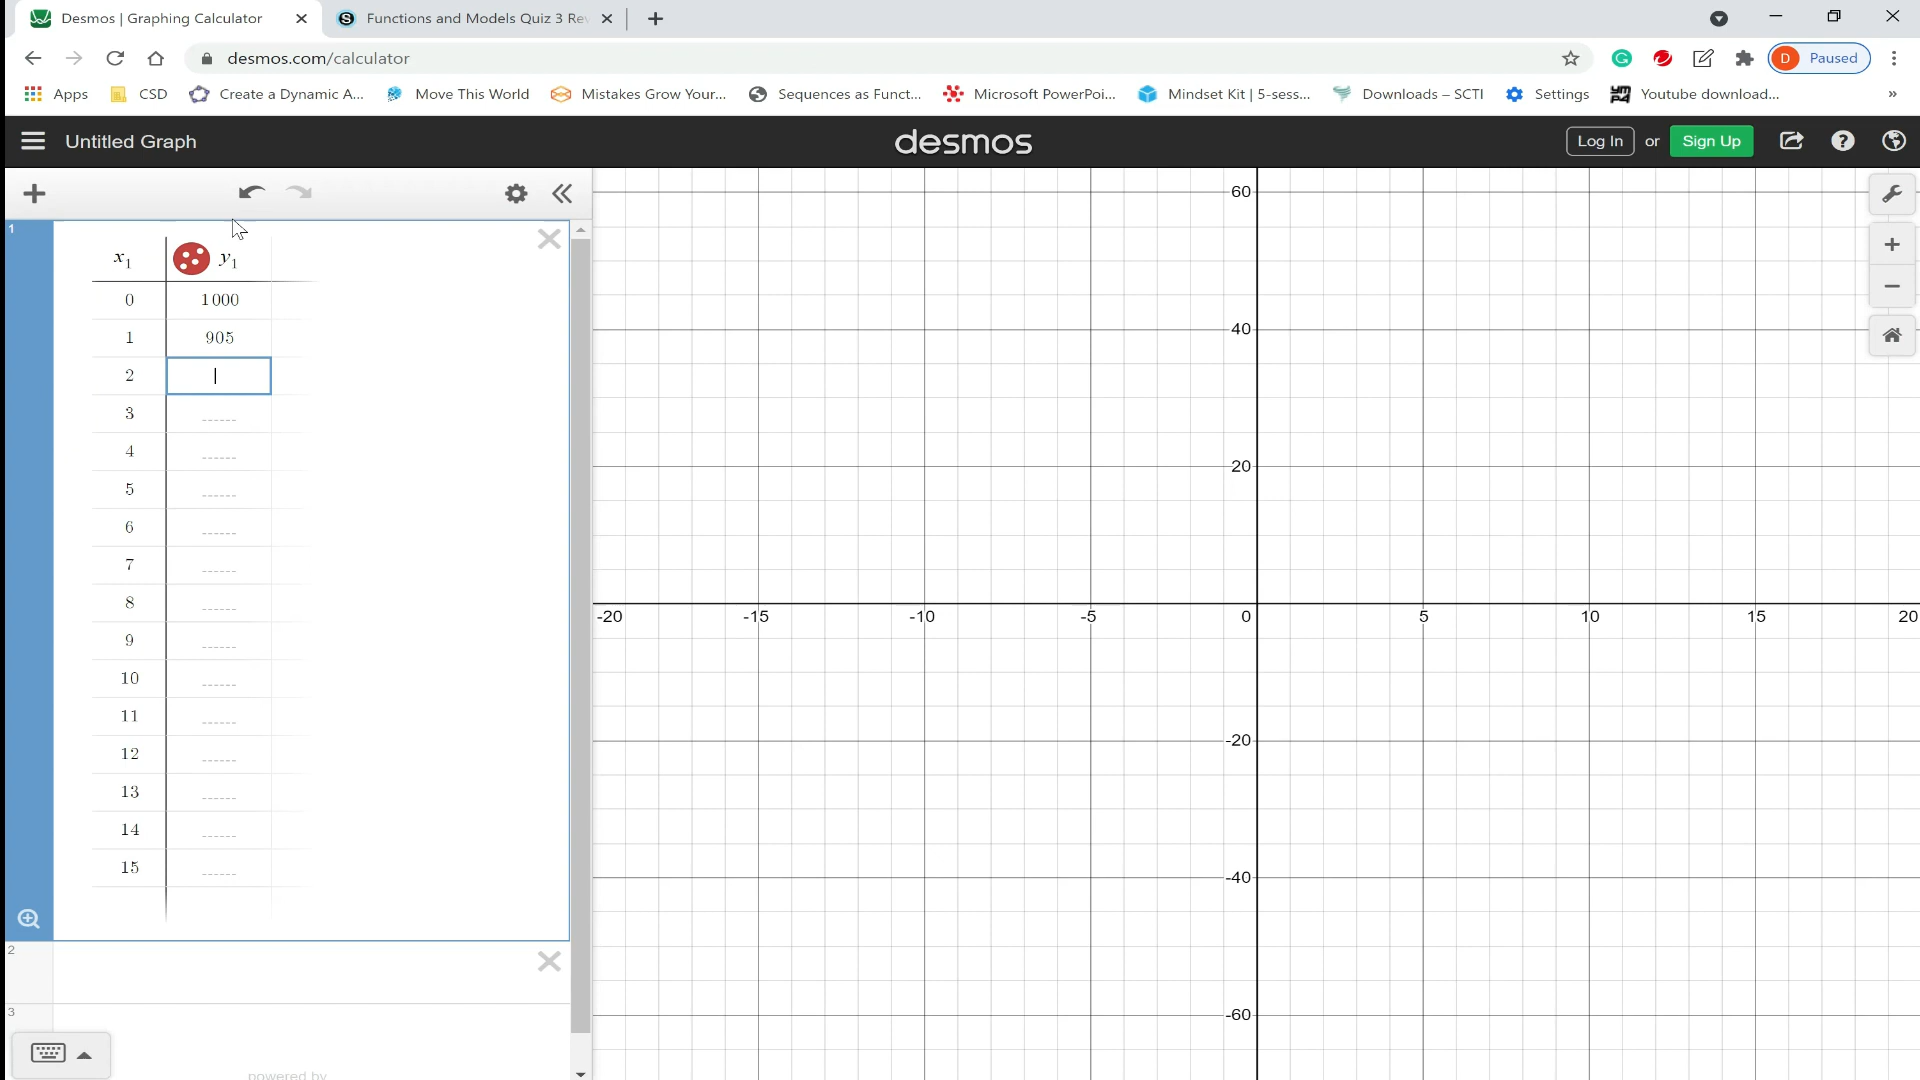 Desmos | Graphing Calculator
Functions and Models Quiz 3 Re
desmos.com/calculator
D Paused
Apps CSD Create a Dynamic A... Move This World Mistakes Grow Your... Sequences as Funct... Microsoft PowerPoi... Mindset Kit | 5-sess... Downloads – SCTI Settings Youtube download... »
Untitled Graph desmos Log In or Sign Up
1
x1 y1
0 1000
1 905
2
3
4
5
6
7
8
9
10
11
12
13
14
15
2
3
powered by
60
40
20
-20 -15 -10 -5 0 5 10 15 20
-20
-40
-60